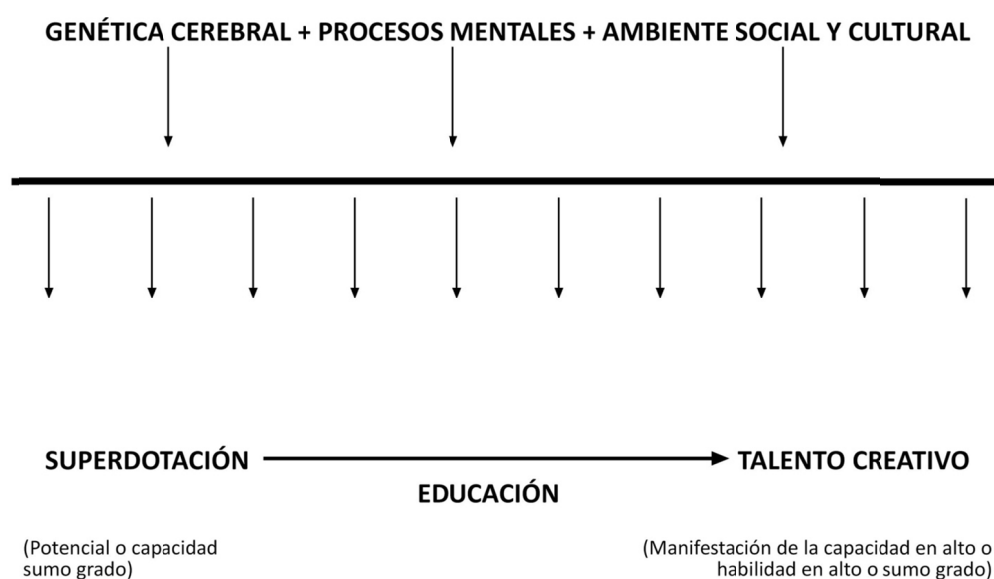 GENÉTICA CEREBRAL + PROCESOS MENTALES + AMBIENTE SOCIAL Y CULTURAL
SUPERDOTACIÓN
TALENTO CREATIVO
EDUCACIÓN
(Potencial o capacidad
sumo grado)
(Manifestación de la capacidad en alto o
habilidad en alto o sumo grado)